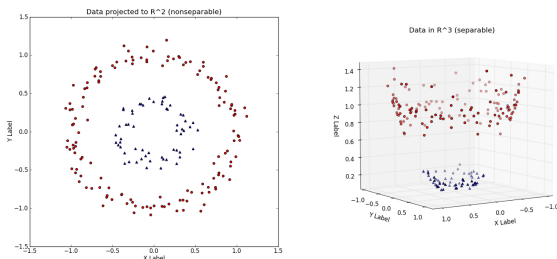 Data projected to R^2 (nonseparable)
1.5
1.0
0.5
0.0
−0.5
−1.0
−1.5
−1.5 −1.0 −0.5 0.0 0.5 1.0 1.5
X Label
Y Label
Data in R^3 (separable)
1.4
1.2
1.0
0.8
0.6
0.4
0.2
Z Label
−1.0 −0.5 0.0 0.5 1.0
Y Label
1.0 0.5 0.0 −0.5 −1.0
X Label